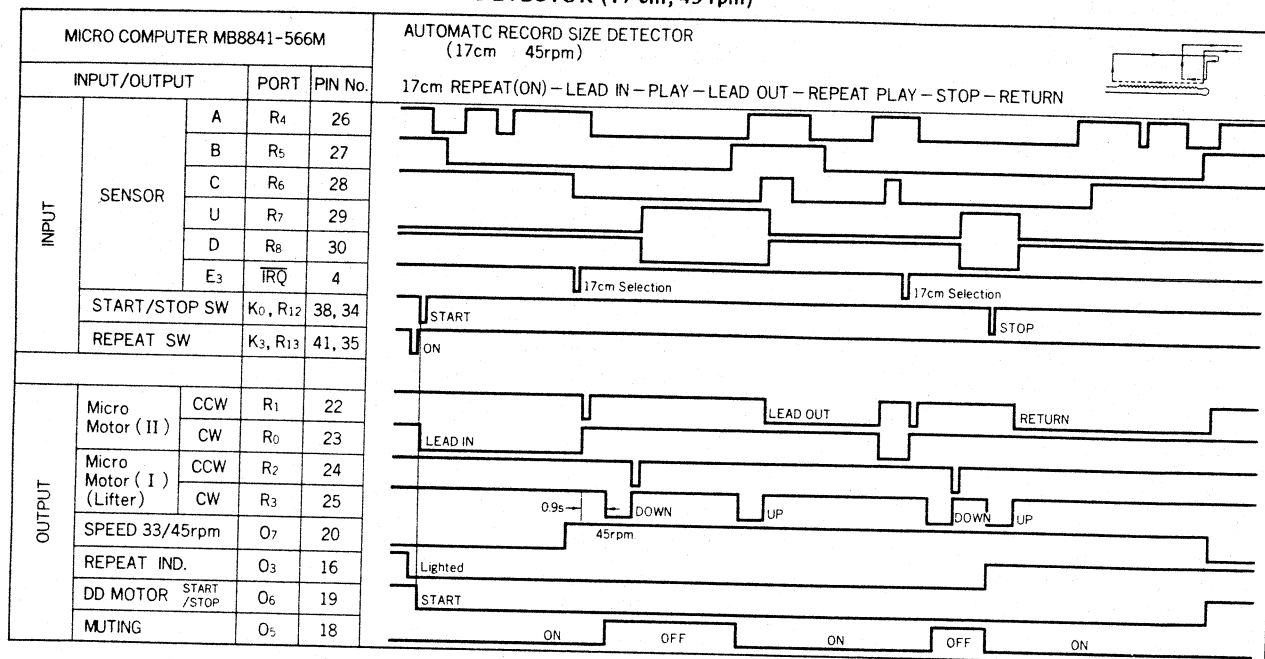 (17 cm, 45 rpm)
MICRO COMPUTER MB8841-566M
AUTOMATC RECORD SIZE DETECTOR
(17cm 45rpm)
INPUT/OUTPUT PORT PIN No.
17cm REPEAT(ON) – LEAD IN – PLAY – LEAD OUT – REPEAT PLAY – STOP – RETURN
INPUT
SENSOR
A R4 26
B R5 27
C R6 28
U R7 29
D R8 30
E3 IRQ 4
17cm Selection 17cm Selection
START/STOP SW K0, R12 38, 34
START STOP
REPEAT SW K3, R13 41, 35
ON
OUTPUT
Micro Motor (II)
CCW R1 22
LEAD OUT RETURN
CW R0 23
LEAD IN
Micro Motor (I) (Lifter)
CCW R2 24
CW R3 25
0.9s DOWN UP DOWN UP
SPEED 33/45rpm O7 20
45rpm
REPEAT IND. O3 16
Lighted
DD MOTOR START/STOP O6 19
START
MUTING O5 18
ON OFF ON OFF ON